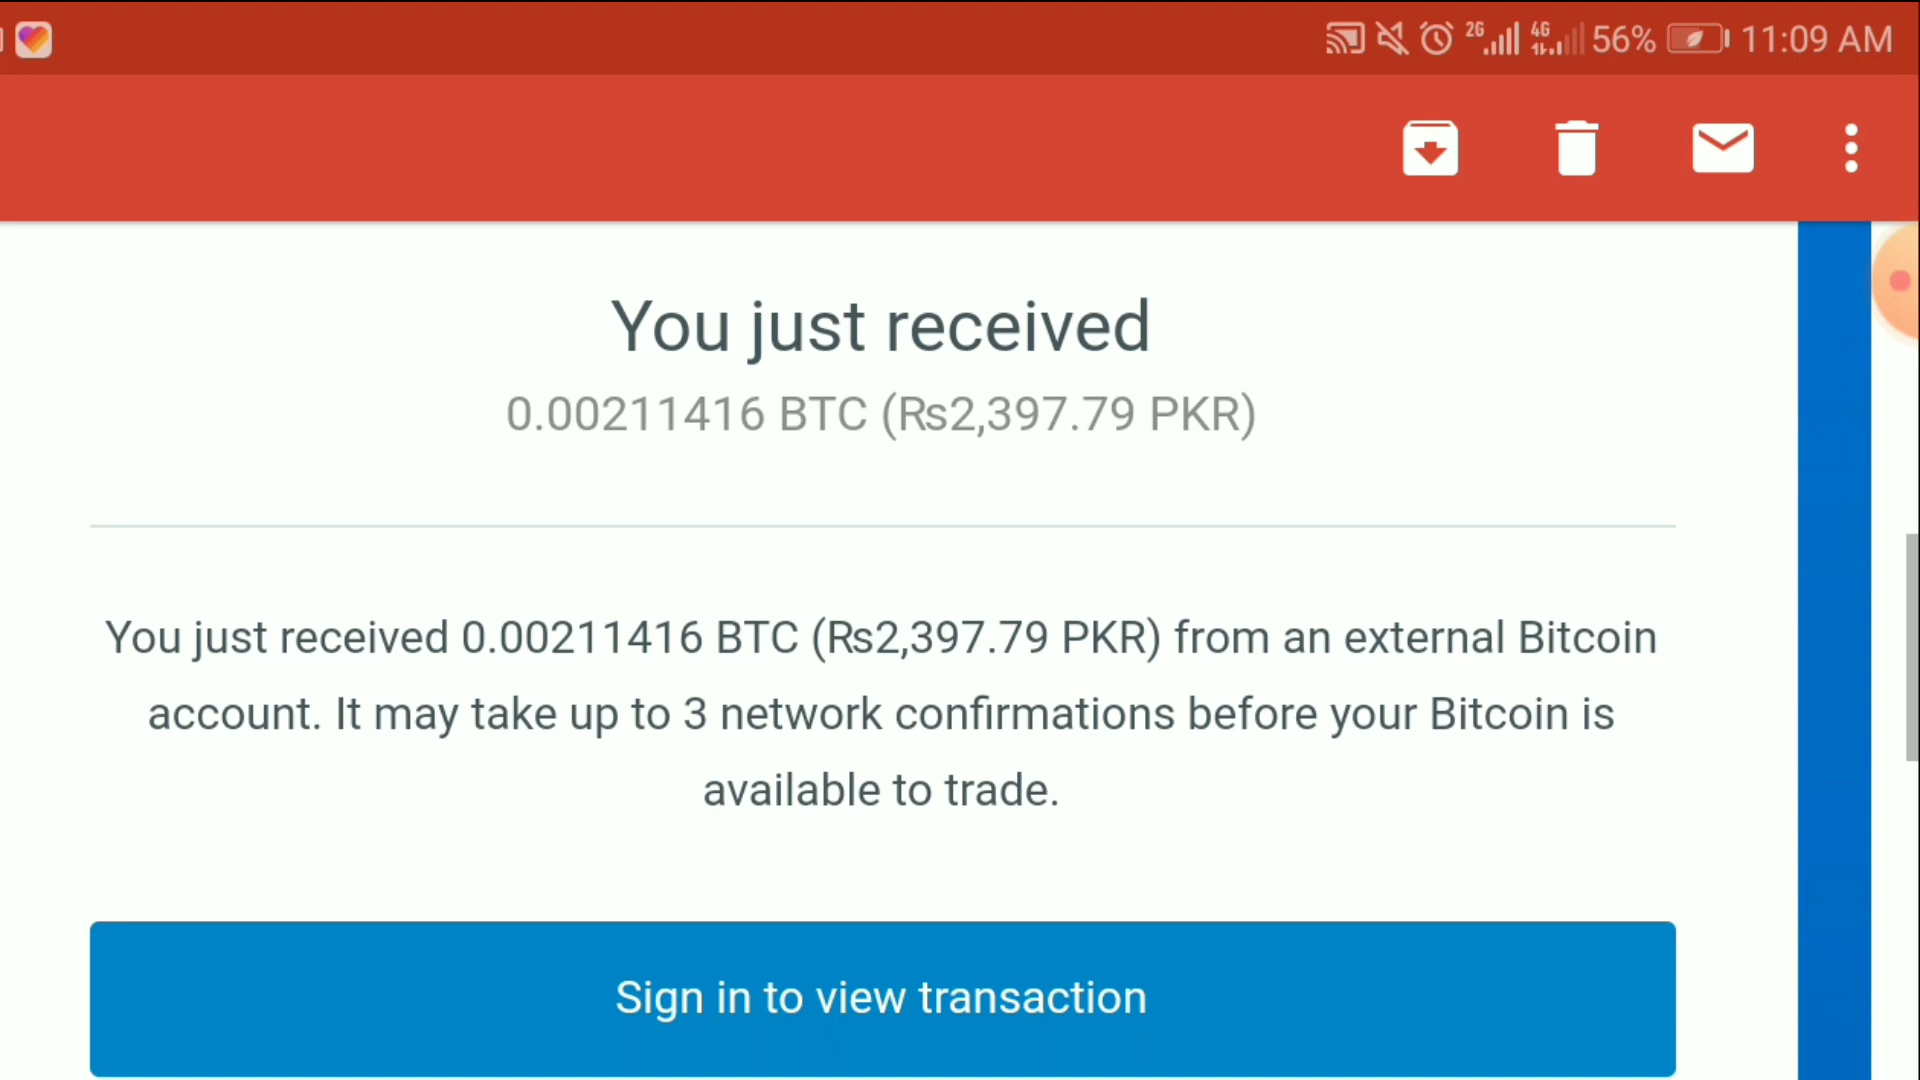 2G 4G 56% 11:09 AM
You just received
0.00211416 BTC (₨2,397.79 PKR)
You just received 0.00211416 BTC (₨2,397.79 PKR) from an external Bitcoin
account. It may take up to 3 network confirmations before your Bitcoin is
available to trade.
Sign in to view transaction